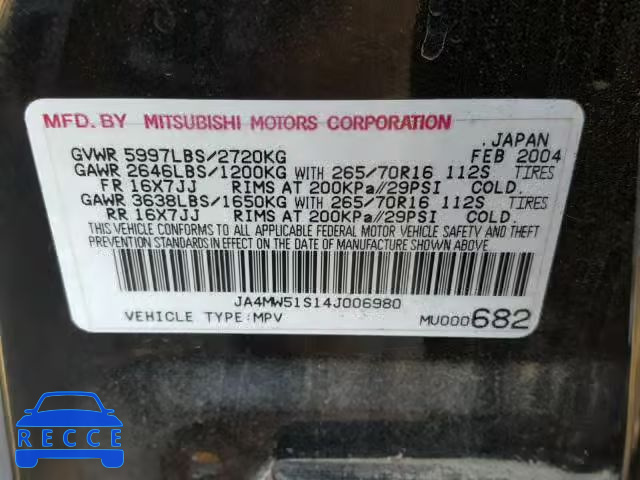 MFD. BY MITSUBISHI MOTORS CORPORATION
. JAPAN
GVWR 5997LBS/2720KG FEB 2004
GAWR 2646LBS/1200KG WITH 265/70R16 112S TIRES
FR 16X7JJ RIMS AT 200KPa//29PSI COLD.
GAWR 3638LBS/1650KG WITH 265/70R16 112S TIRES
RR 16X7JJ RIMS AT 200KPa//29PSI COLD.
THIS VEHICLE CONFORMS TO ALL APPLICABLE FEDERAL MOTOR VEHICLE SAFETY AND THEFT
PREVENTION STANDARDS IN EFFECT ON THE DATE OF MANUFACTURE SHOWN ABOVE.
JA4MW51S14J006980
VEHICLE TYPE:MPV MU000682
RECCE